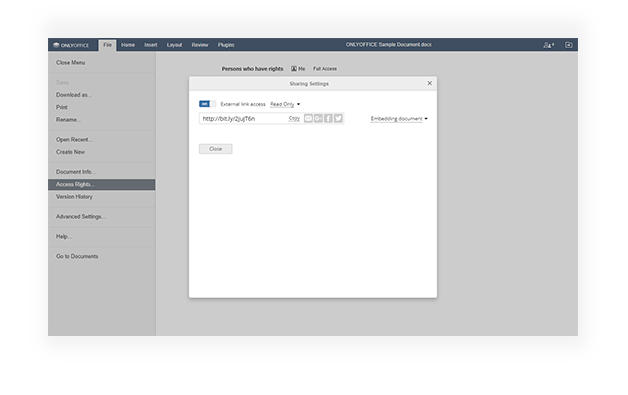 ONLYOFFICE File Home Insert Layout Review Plugins ONLYOFFICE Sample Document.docx
Close Menu
Save
Download as...
Print
Rename...
Open Recent...
Create New
Document Info...
Access Rights...
Version History
Advanced Settings...
Help...
Go to Documents
Persons who have rights Me Full Access
Sharing Settings
External link access Read Only
http://bit.ly/2jujT6n Copy Embedding document
Close